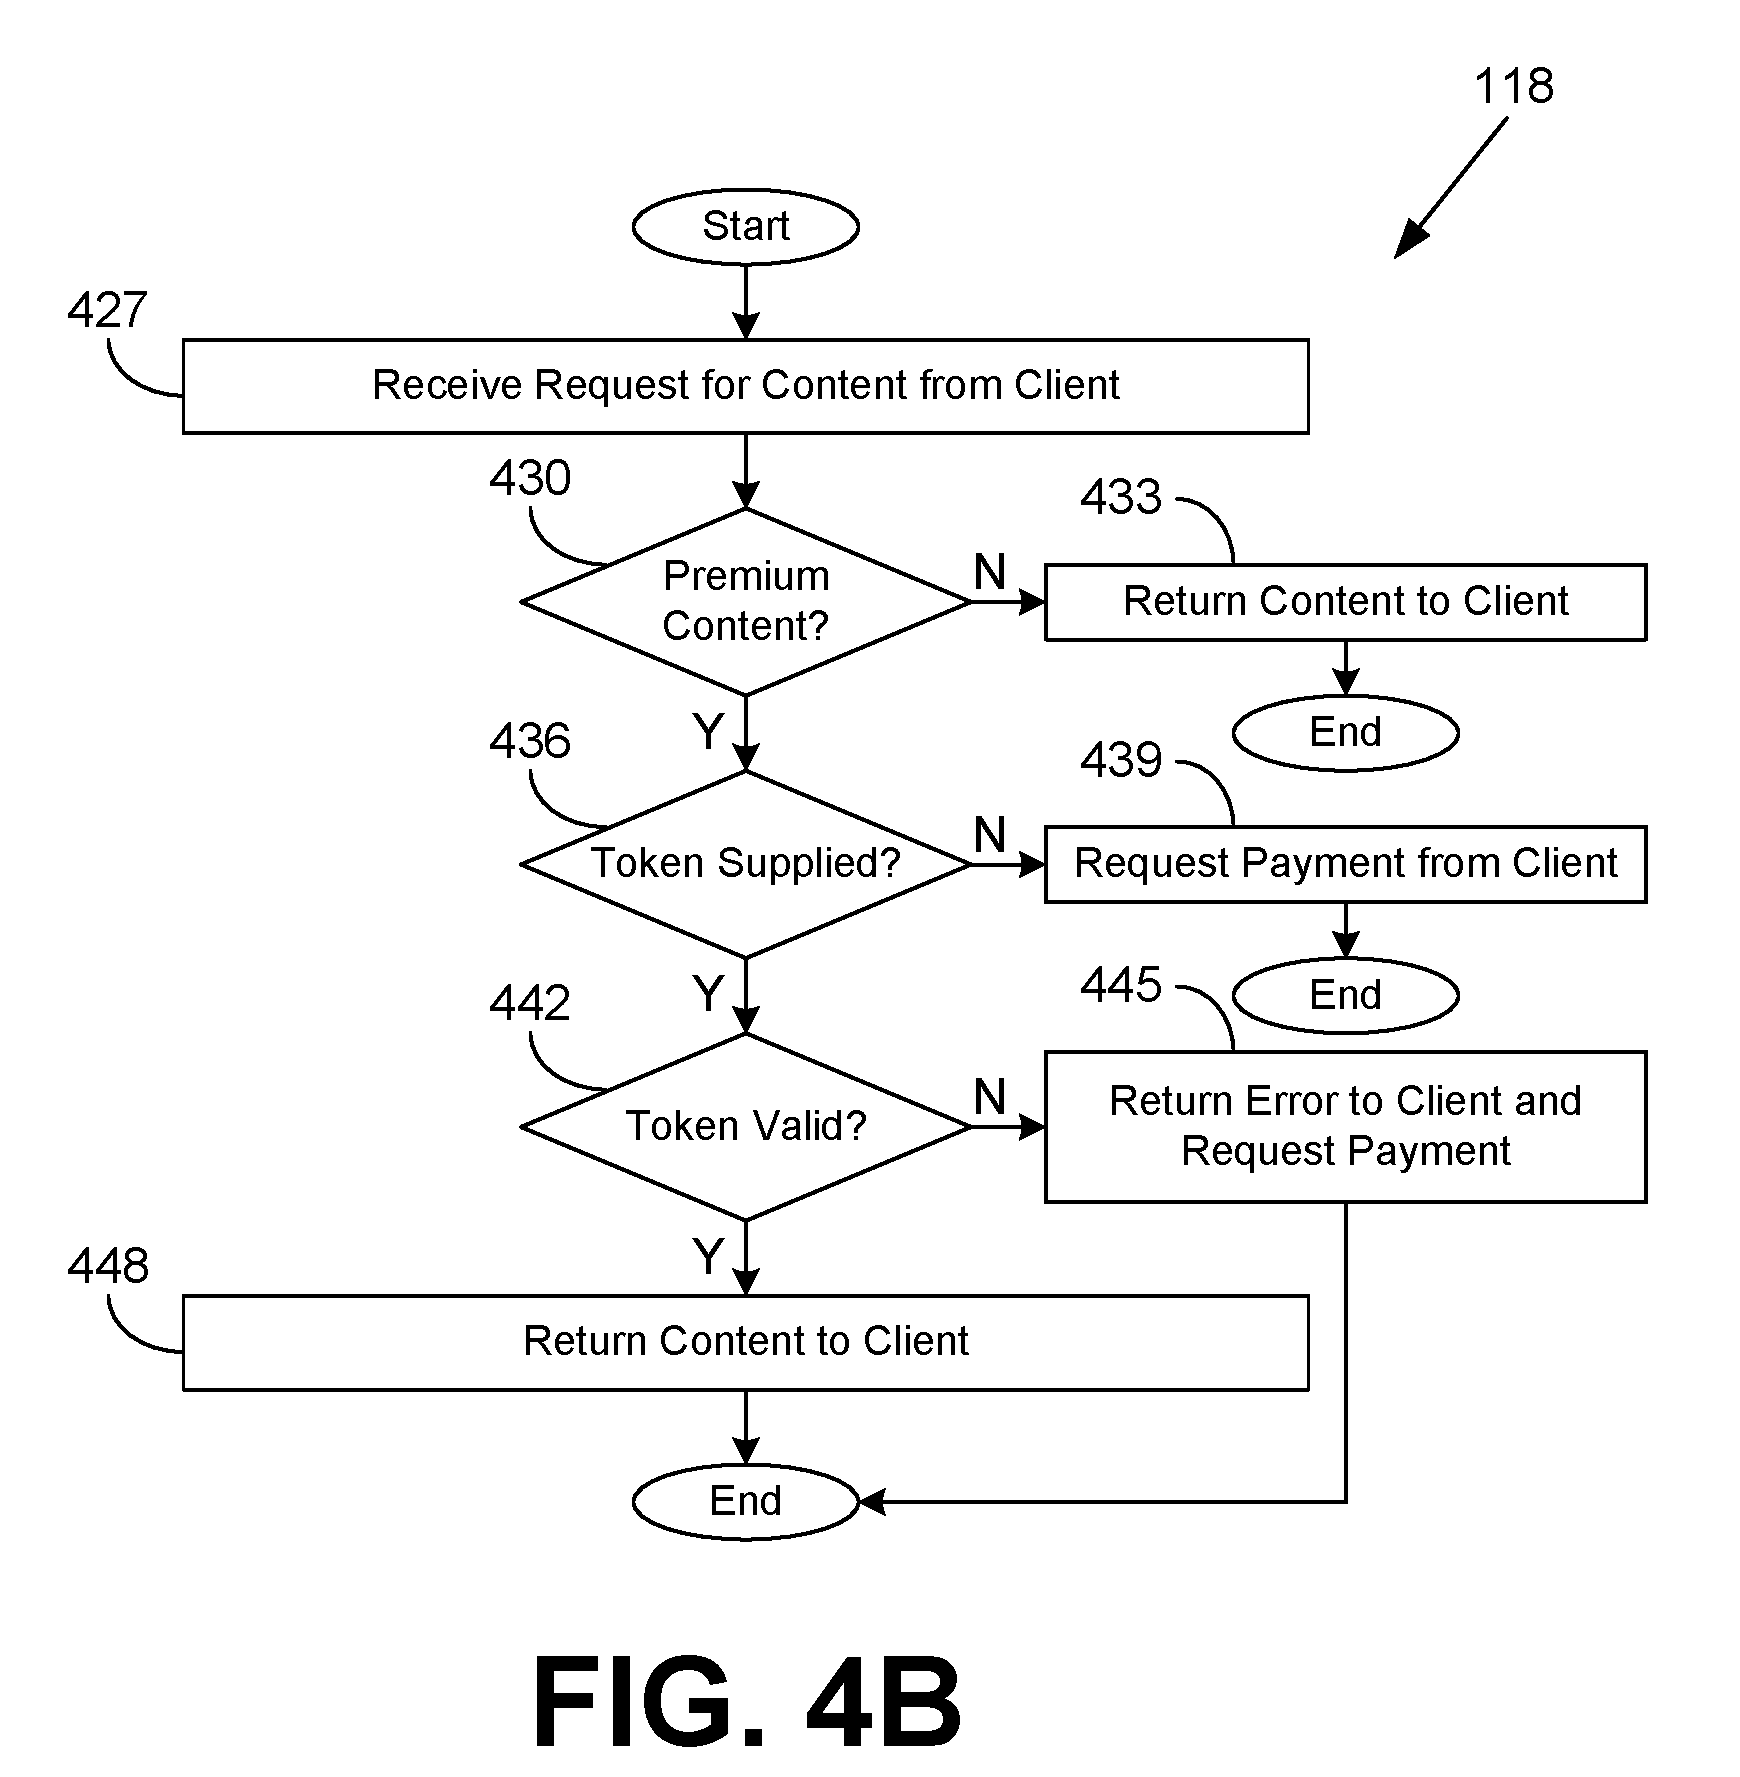 118
Start
427
Receive Request for Content from Client
430
Premium
Content?
N
433
Return Content to Client
End
Y
436
Token Supplied?
N
439
Request Payment from Client
End
Y
442
Token Valid?
N
445
Return Error to Client and
Request Payment
Y
448
Return Content to Client
End
FIG. 4B